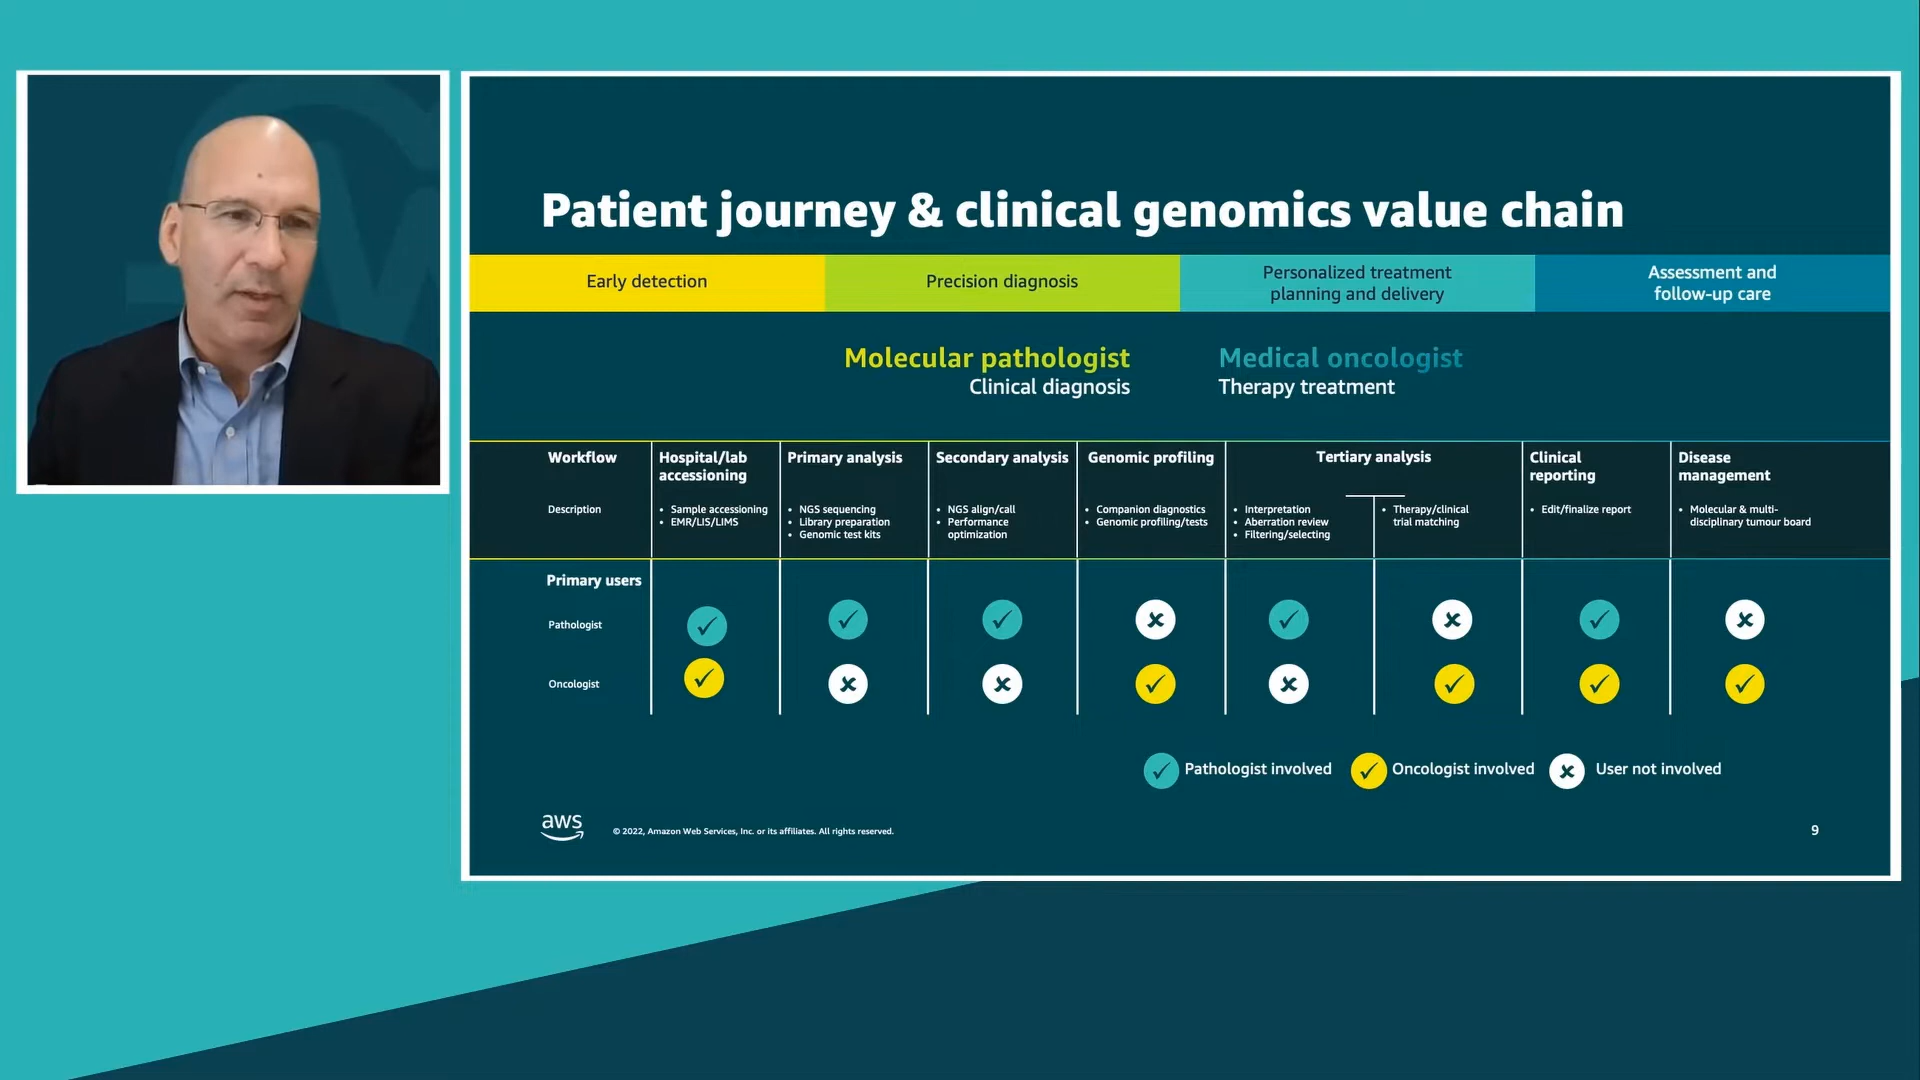 Patient journey & clinical genomics value chain
Early detection
Precision diagnosis
Personalized treatment
planning and delivery
Assessment and
follow-up care
Molecular pathologist
Clinical diagnosis
Medical oncologist
Therapy treatment
Workflow
Hospital/lab
accessioning
Primary analysis
Secondary analysis
Genomic profiling
Tertiary analysis
Clinical
reporting
Disease
management
Description
• Sample accessioning
• EMR/LIS/LIMS
• NGS sequencing
• Library preparation
• Genomic test kits
• NGS align/call
• Performance
optimization
• Companion diagnostics
• Genomic profiling/tests
• Interpretation
• Aberration review
• Filtering/selecting
• Therapy/clinical
trial matching
• Edit/finalize report
• Molecular & multi-
disciplinary tumour board
Primary users
Pathologist
Oncologist
Pathologist involved
Oncologist involved
User not involved
aws
© 2022, Amazon Web Services, Inc. or its affiliates. All rights reserved.
9